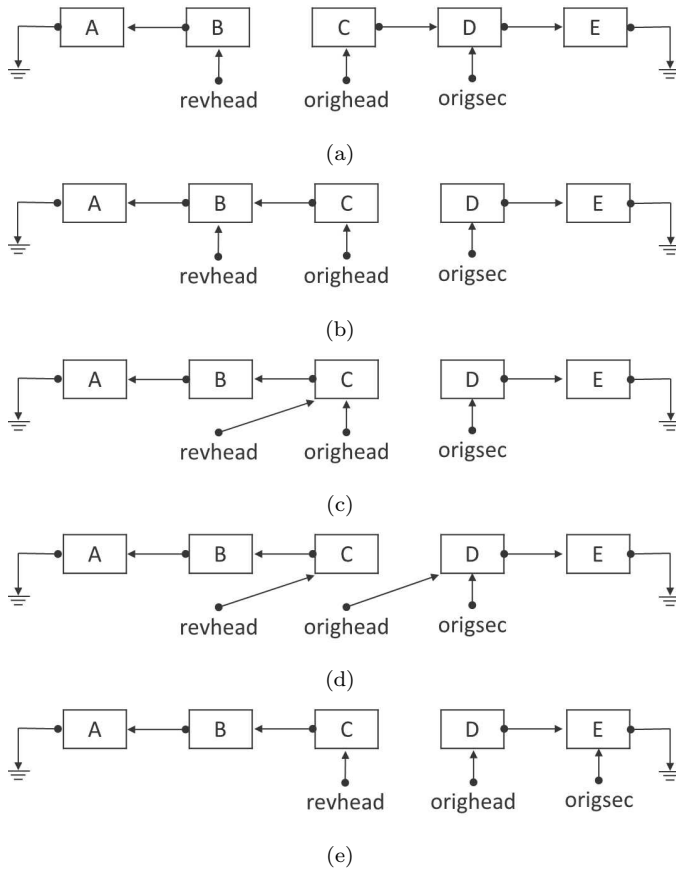 A B C D E
revhead orighead origsec
(a)
A B C D E
revhead orighead origsec
(b)
A B C D E
revhead orighead origsec
(c)
A B C D E
revhead orighead origsec
(d)
A B C D E
revhead orighead origsec
(e)